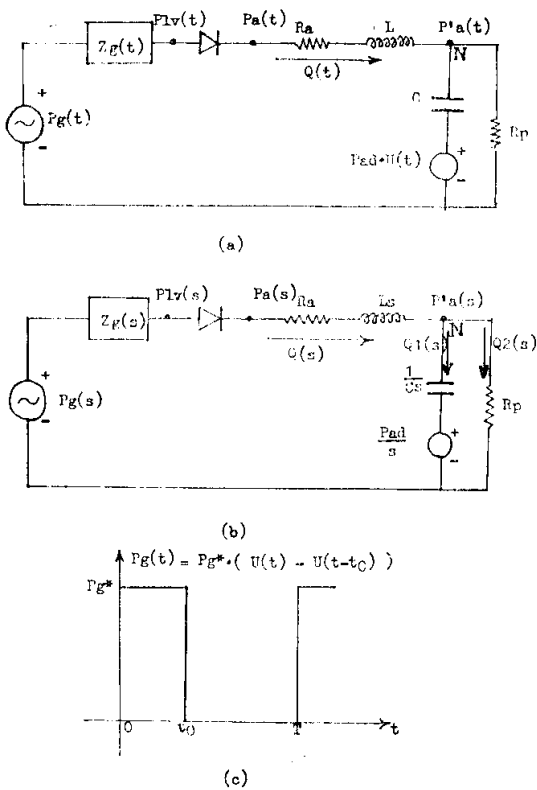 Plv(t) Pa(t) Ra L P'a(t)
Zg(t) N
Q(t)
+
Pg(t) C
- Pad·U(t) + Rp
-
(a)
Plv(s) Pa(s) Ra Ls P'a(s)
Zg(s) N
Q(s) Q1(s) Q2(s)
+ 1/Cs
Pg(s) Rp
- Pad/s +
-
(b)
Pg(t) = Pg*·( U(t) - U(t-tC) )
Pg*
0 tC T t
(c)